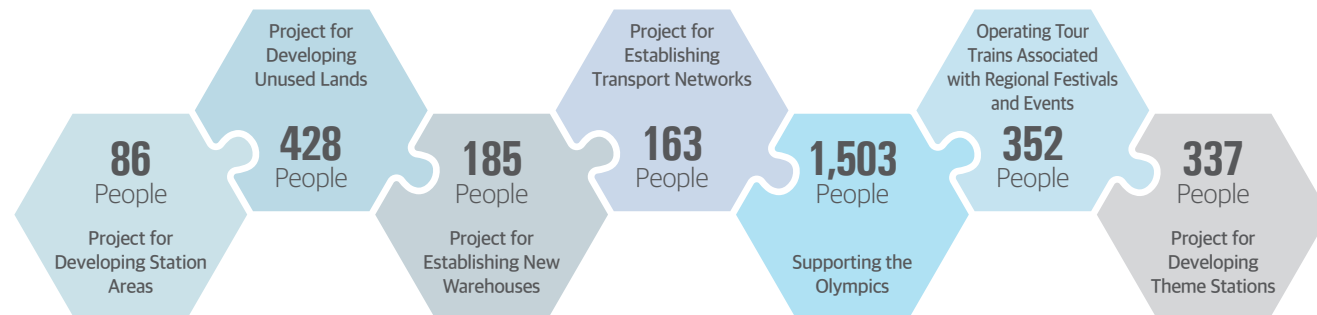 86
People
Project for
Developing Station
Areas
Project for
Developing
Unused Lands
428
People
185
People
Project for
Establishing New
Warehouses
Project for
Establishing
Transport Networks
163
People
1,503
People
Supporting the
Olympics
Operating Tour
Trains Associated
with Regional Festivals
and Events
352
People
337
People
Project for
Developing
Theme Stations